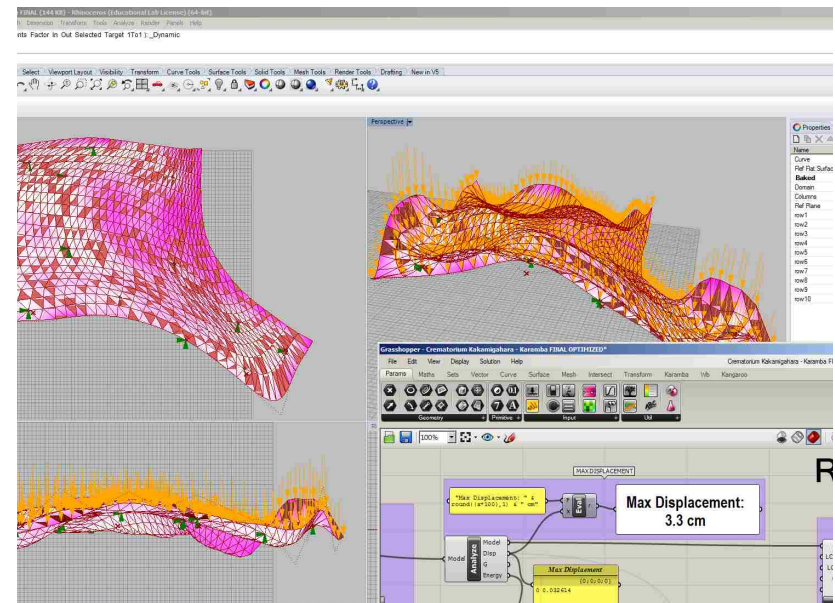 FINAL (144 KB) - Rhinoceros (Educational Lab License) (64-bit)
Dimension Transform Tools Analyze Render Panels Help
nts Factor In Out Selected Target 1To1 ):_Dynamic
Select Viewport Layout Visibility Transform Curve Tools Surface Tools Solid Tools Mesh Tools Render Tools Drafting New in V5
Perspective
Properties
Name
Curve
Ref Flat Surfac
Baked
Domain
Columns
Ref Plane
row1
row2
row3
row4
row5
row6
row7
row8
row9
row10
Grasshopper - Crematorium Kakamigahara - Karamba FINAL OPTIMIZED*
File Edit View Display Solution Help
Crematorium Kakamigahara - Karamba FI
Params Maths Sets Vector Curve Surface Mesh Intersect Transform Karamba Wb Kangaroo
Geometry
Primitive
Input
Util
100%
MAX DISPLACEMENT
"Max Displacement: " &
round((x*100),1) & " cm"
F
x
Eval
r
Max Displacement:
3.3 cm
R
Model
Analyze
Model
Disp
G
Energy
Max Displacement
{0;0;0;0}
0 0.032614
LC
LC